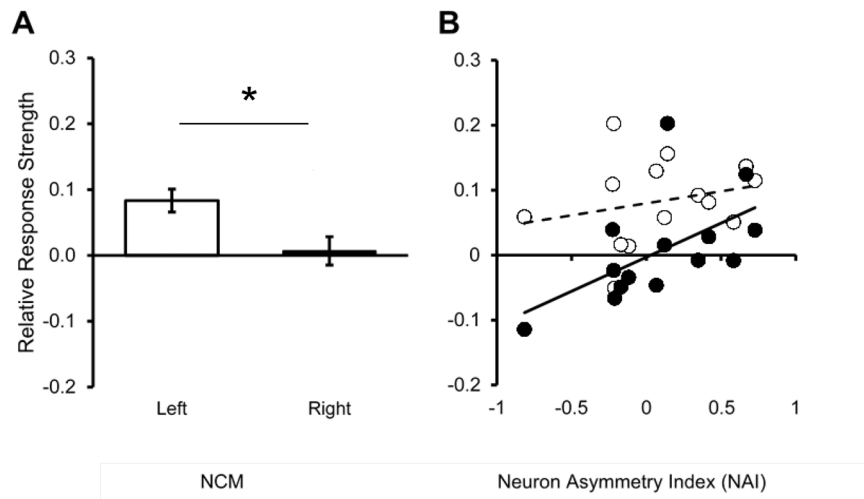 A
Relative Response Strength
0.3
0.2
0.1
0.0
-0.1
-0.2
*
Left Right
NCM
B
0.3
0.2
0.1
0
-0.1
-0.2
-1 -0.5 0 0.5 1
Neuron Asymmetry Index (NAI)